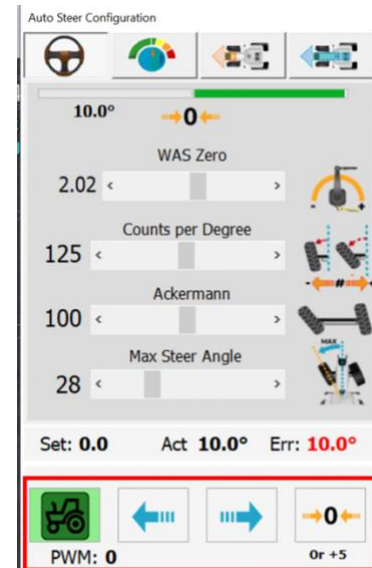 Auto Steer Configuration
10.0° 0
WAS Zero
2.02 < >
Counts per Degree
125 < >
- # +
Ackermann
100 < >
Max Steer Angle
MAX
28 < >
Set: 0.0 Act 10.0° Err: 10.0°
0
PWM: 0 Or +5